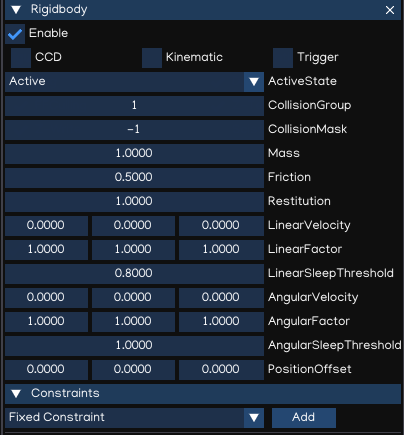 Rigidbody
Enable
CCD Kinematic Trigger
Active ActiveState
1 CollisionGroup
-1 CollisionMask
1.0000 Mass
0.5000 Friction
1.0000 Restitution
0.0000 0.0000 0.0000 LinearVelocity
1.0000 1.0000 1.0000 LinearFactor
0.8000 LinearSleepThreshold
0.0000 0.0000 0.0000 AngularVelocity
1.0000 1.0000 1.0000 AngularFactor
1.0000 AngularSleepThreshold
0.0000 0.0000 0.0000 PositionOffset
Constraints
Fixed Constraint Add